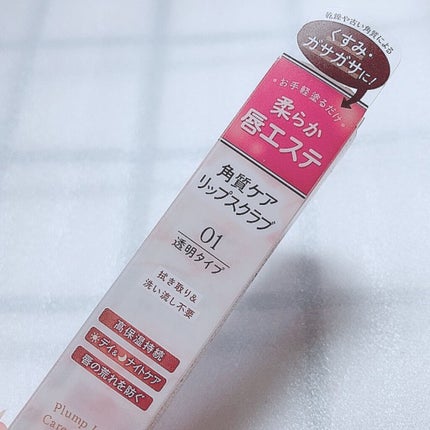 乾燥や古い角質による
くすみ・
ガサガサに!
お手軽塗るだけ
柔らか
唇エステ
角質ケア
リップスクラブ
01
透明タイプ
拭き取り&
洗い流し不要
高保湿持続
デイ&ナイトケア
唇の荒れを防ぐ
Plump
Care